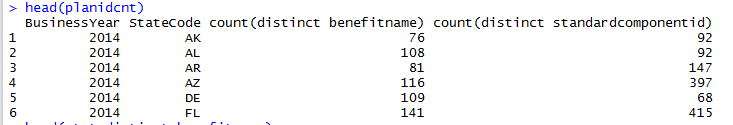 > head(planidcnt)
BusinessYear StateCode count(distinct benefitname) count(distinct standardcomponentid)
1 2014 AK 76 92
2 2014 AL 108 92
3 2014 AR 81 147
4 2014 AZ 116 397
5 2014 DE 109 68
6 2014 FL 141 415